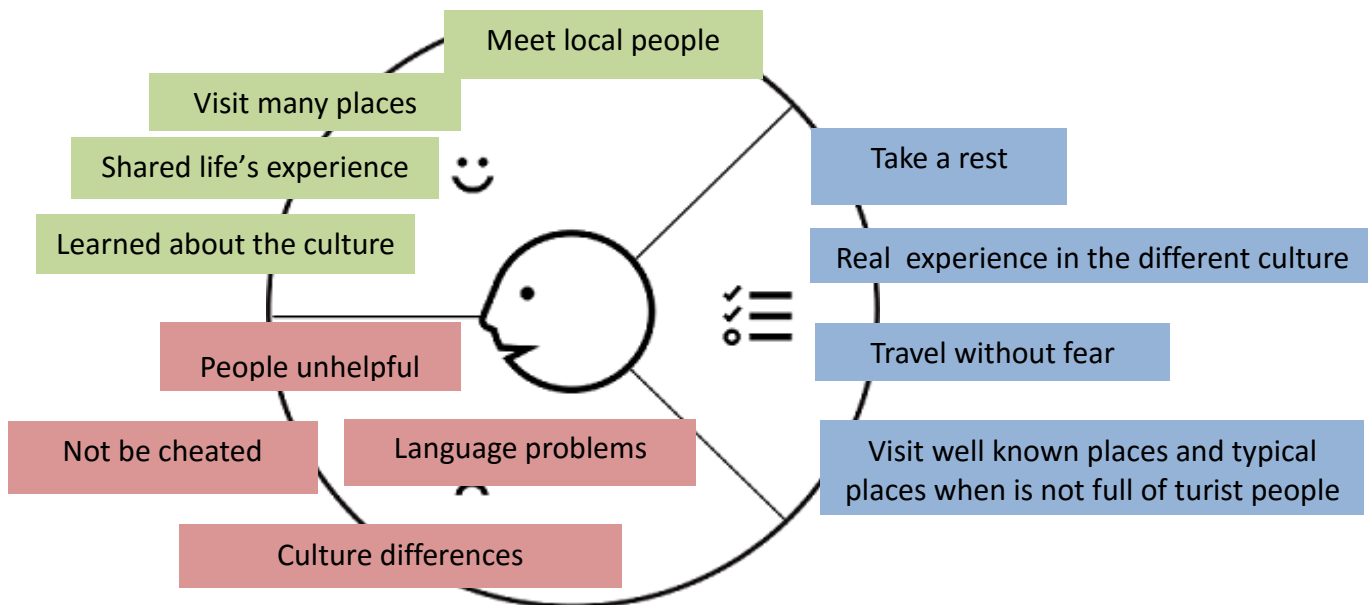 Meet local people
Visit many places
Shared life's experience
Learned about the culture
Take a rest
Real  experience in the different culture
Travel without fear
Visit well known places and typical
places when is not full of turist people
People unhelpful
Not be cheated
Language problems
Culture differences